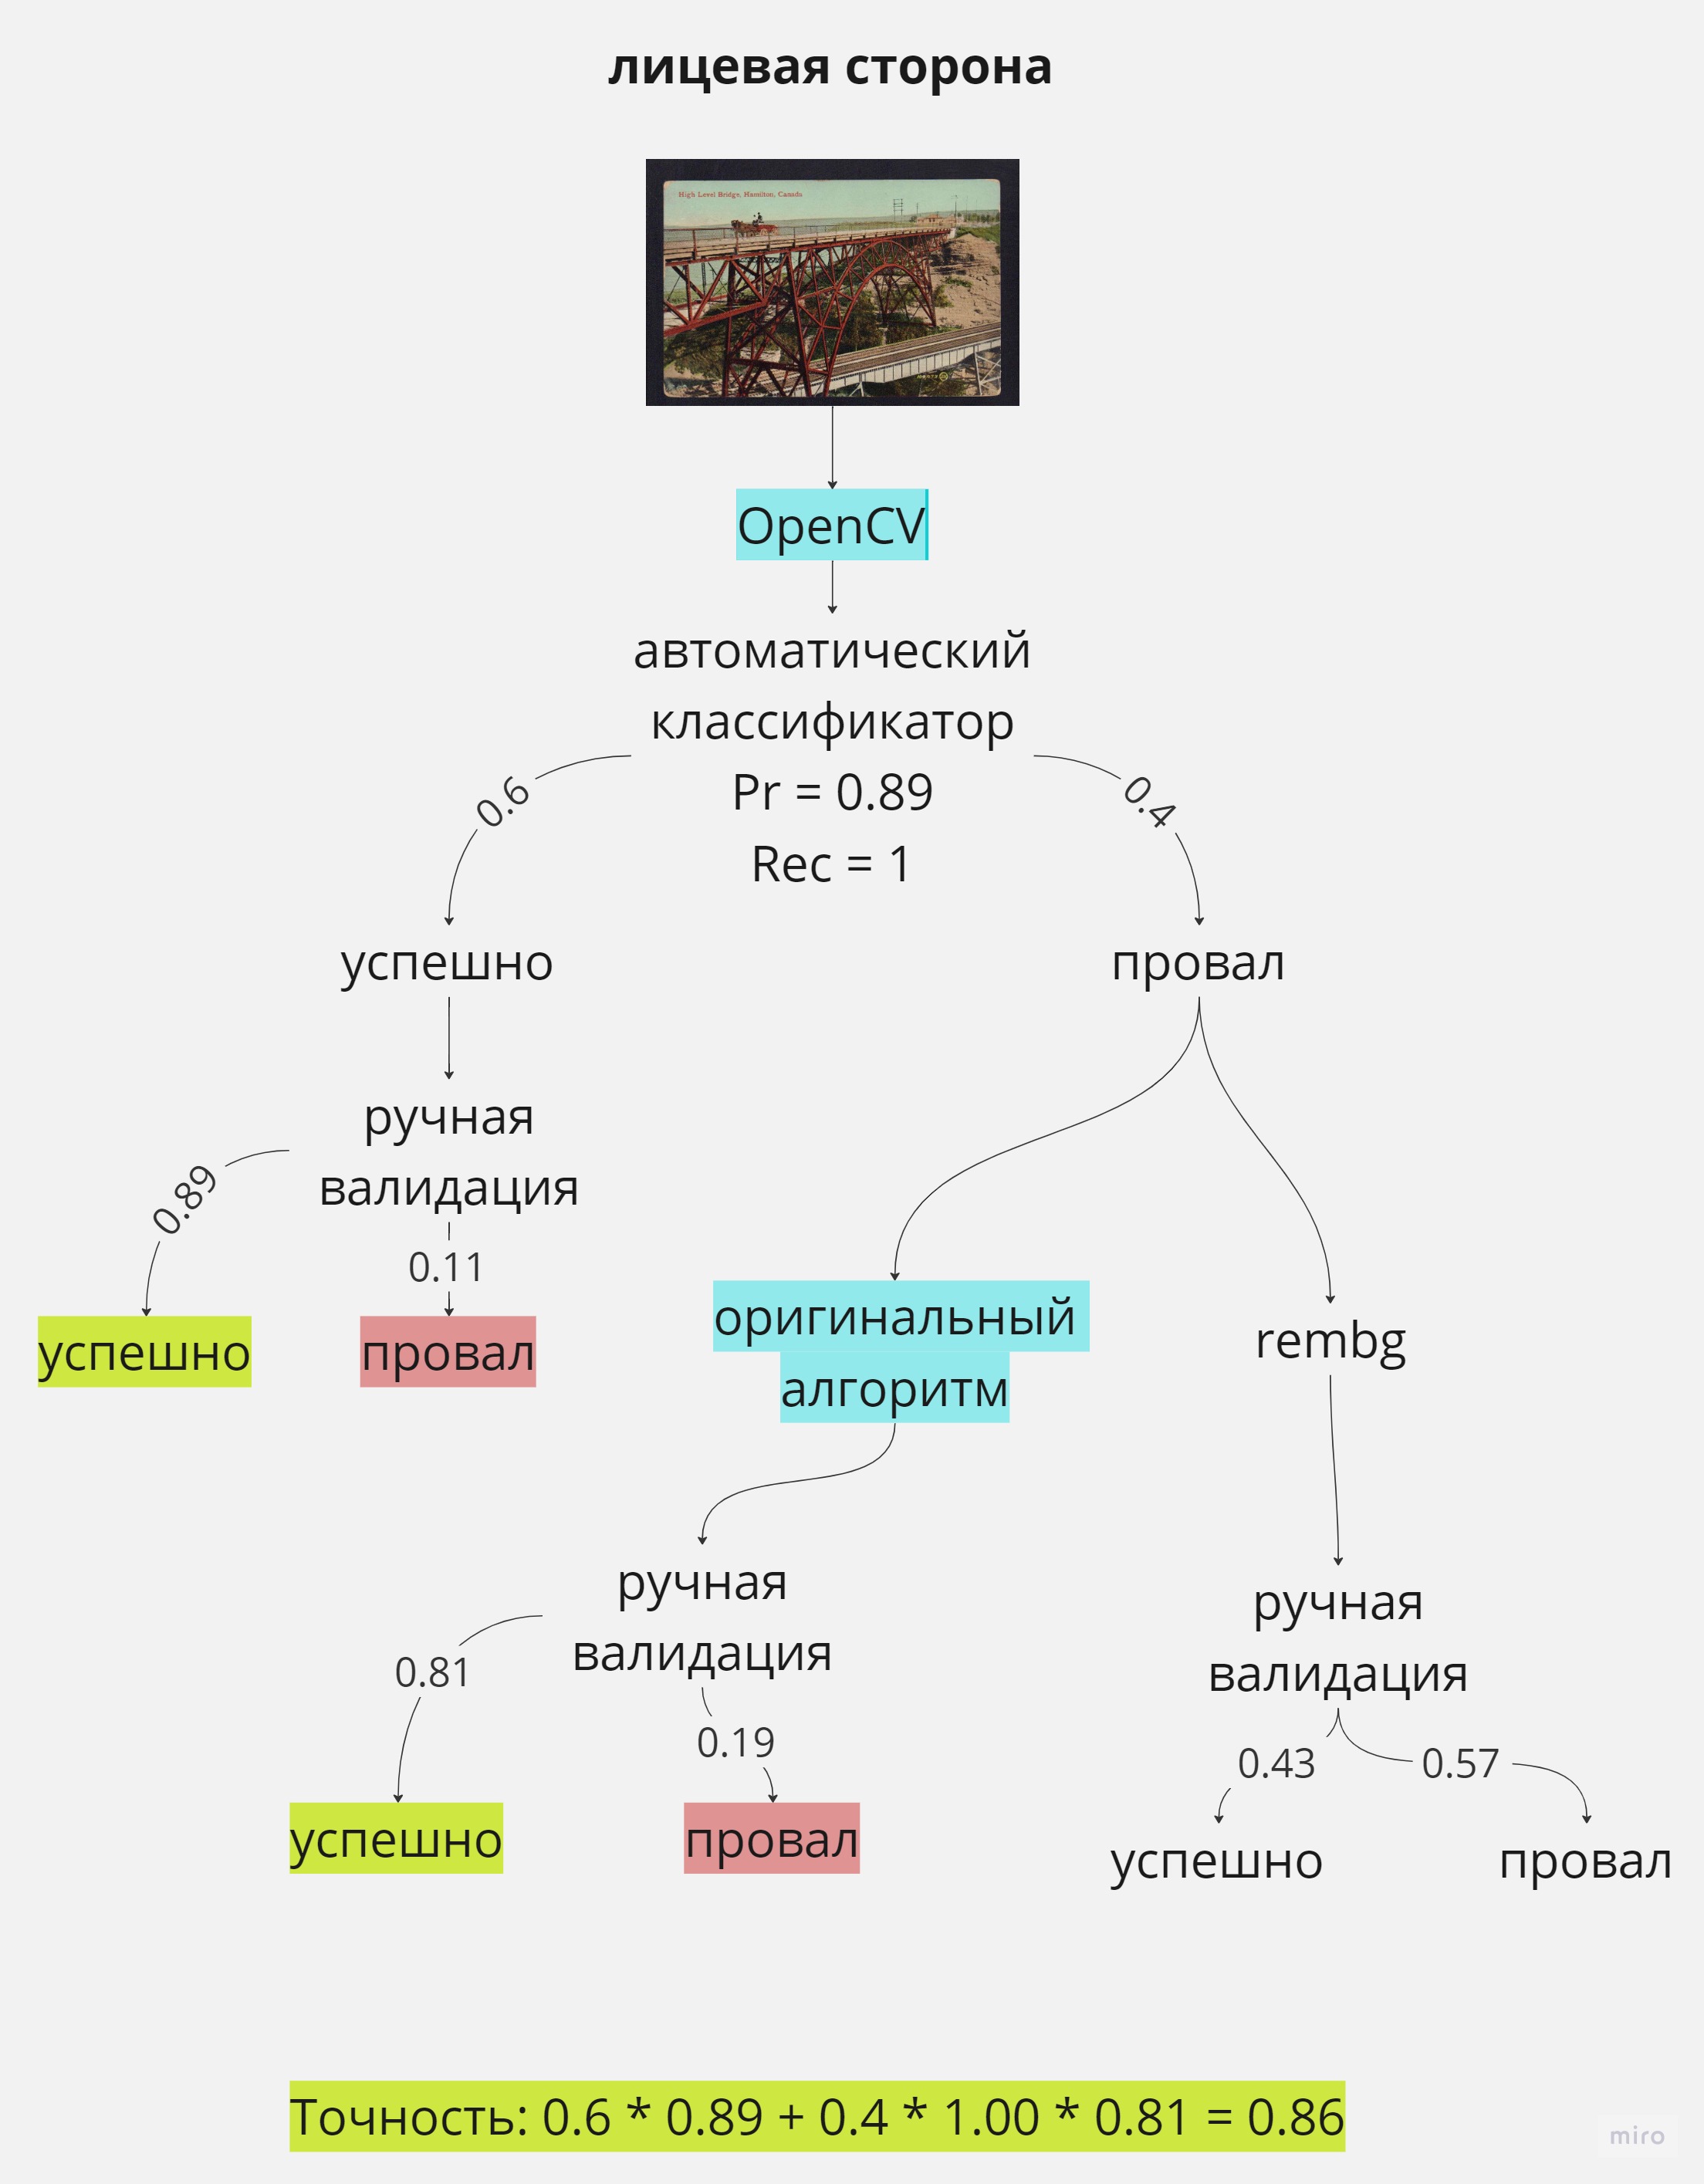 лицевая сторона
High Level Bridge, Hamilton, Canada
OpenCV
автоматический
классификатор
Pr = 0.89
Rec = 1
0.6
0.4
успешно
провал
ручная
валидация
0.89
0.11
успешно
провал
оригинальный
алгоритм
rembg
ручная
валидация
0.81
0.19
успешно
провал
ручная
валидация
0.43
0.57
успешно
провал
Точность: 0.6 * 0.89 + 0.4 * 1.00 * 0.81 = 0.86
miro